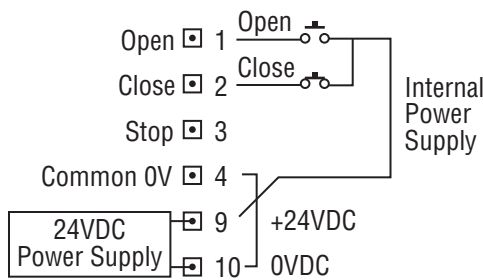 Open 1 Open
Close 2 Close
Stop 3
Common 0V 4
9 +24VDC
10 0VDC
24VDC
Power Supply
Internal
Power
Supply